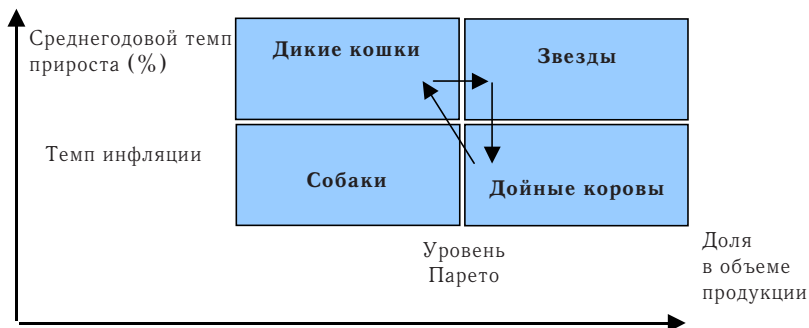 Среднегодовой темп
прироста (%)
Дикие кошки
Звезды
Темп инфляции
Собаки
Дойные коровы
Уровень
Парето
Доля
в объеме
продукции